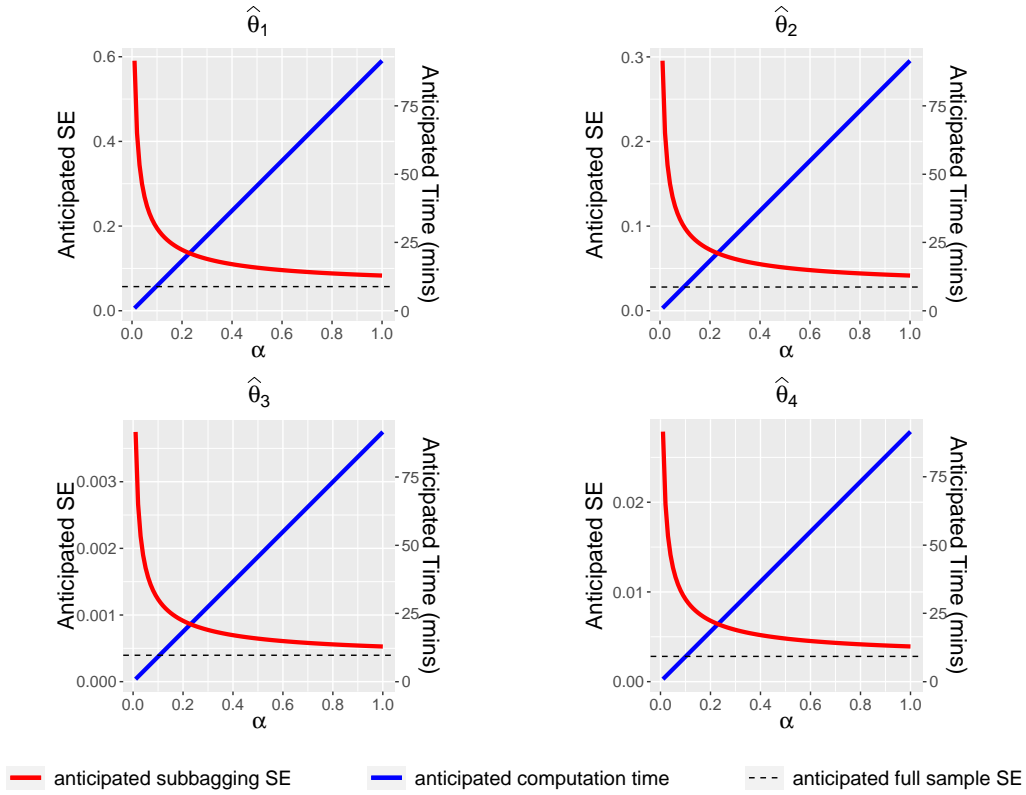 θ̂1
θ̂2
Anticipated SE
0.6
0.4
0.2
0.0
75
50
25
0
Anticipated Time (mins)
0.0 0.2 0.4 0.6 0.8 1.0
α
Anticipated SE
0.3
0.2
0.1
0.0
75
50
25
0
Anticipated Time (mins)
0.0 0.2 0.4 0.6 0.8 1.0
α
θ̂3
θ̂4
Anticipated SE
0.003
0.002
0.001
0.000
75
50
25
0
Anticipated Time (mins)
0.0 0.2 0.4 0.6 0.8 1.0
α
Anticipated SE
0.02
0.01
0.00
75
50
25
0
Anticipated Time (mins)
0.0 0.2 0.4 0.6 0.8 1.0
α
anticipated subbagging SE
anticipated computation time
anticipated full sample SE